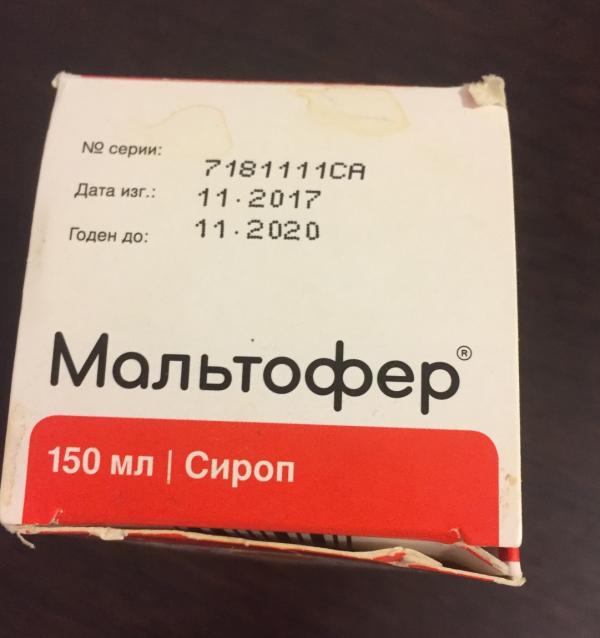 № серии: 7181111CA
Дата изг.: 11.2017
Годен до: 11.2020
Мальтофер®
150 мл | Сироп